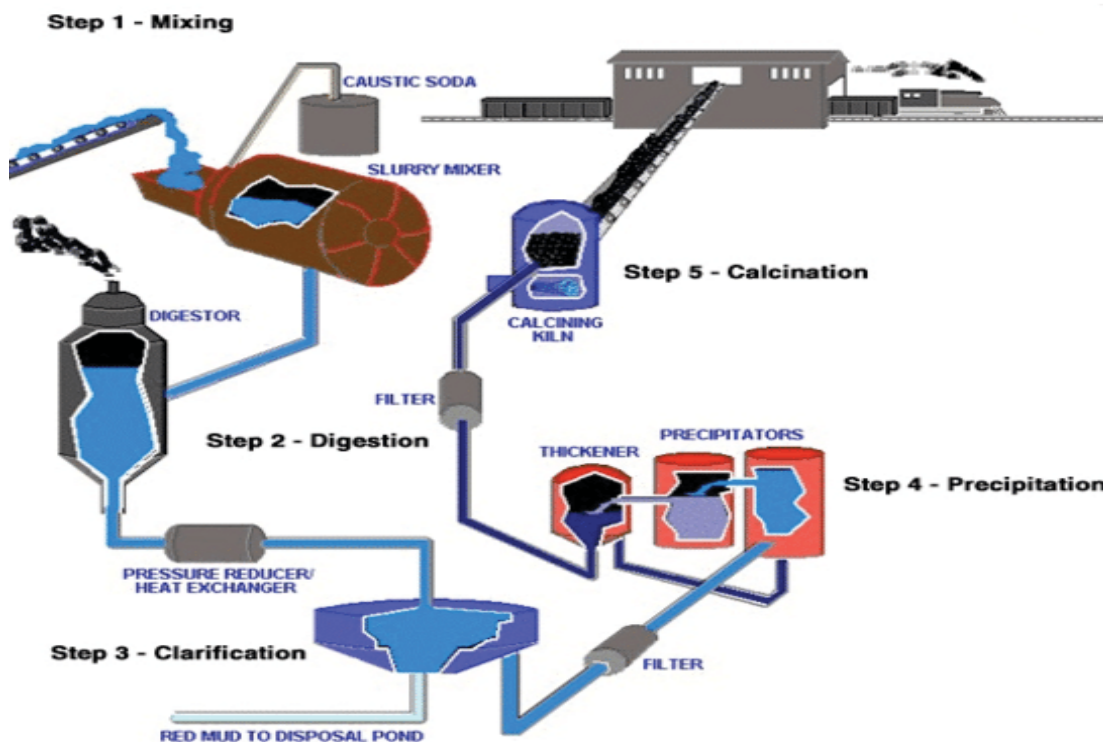 Step 1 - Mixing
CAUSTIC SODA
SLURRY MIXER
DIGESTOR
Step 5 - Calcination
CALCINING
KILN
FILTER
Step 2 - Digestion
PRECIPITATORS
THICKENER
Step 4 - Precipitation
PRESSURE REDUCER/
HEAT EXCHANGER
Step 3 - Clarification
FILTER
RED MUD TO DISPOSAL POND